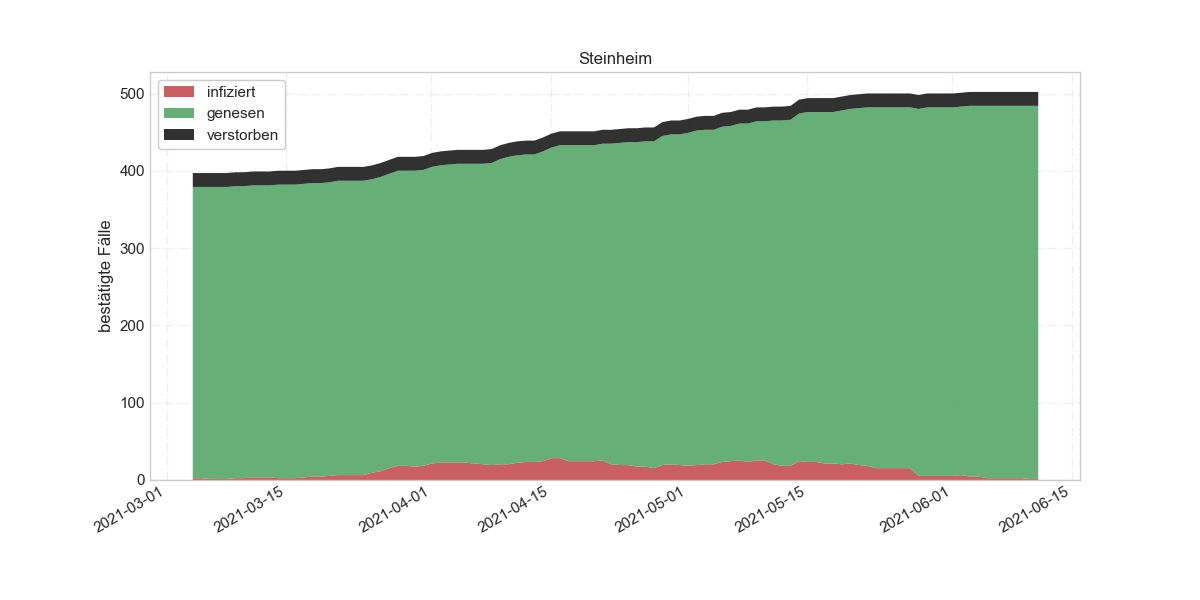 Steinheim
infiziert
genesen
verstorben
bestätigte Fälle
500
400
300
200
100
0
2021-03-01
2021-03-15
2021-04-01
2021-04-15
2021-05-01
2021-05-15
2021-06-01
2021-06-15